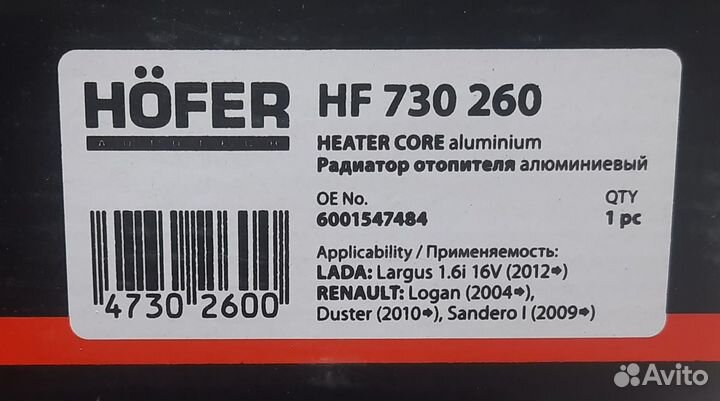 HÖFER
AUTOTEIL
HF 730 260
HEATER CORE aluminium
Радиатор отопителя алюминиевый
OE No. QTY
6001547484 1 pc
Applicability / Применяемость:
LADA: Largus 1.6i 16V (2012➡)
RENAULT: Logan (2004➡),
Duster (2010➡), Sandero I (2009➡)
4730 2600
Avito